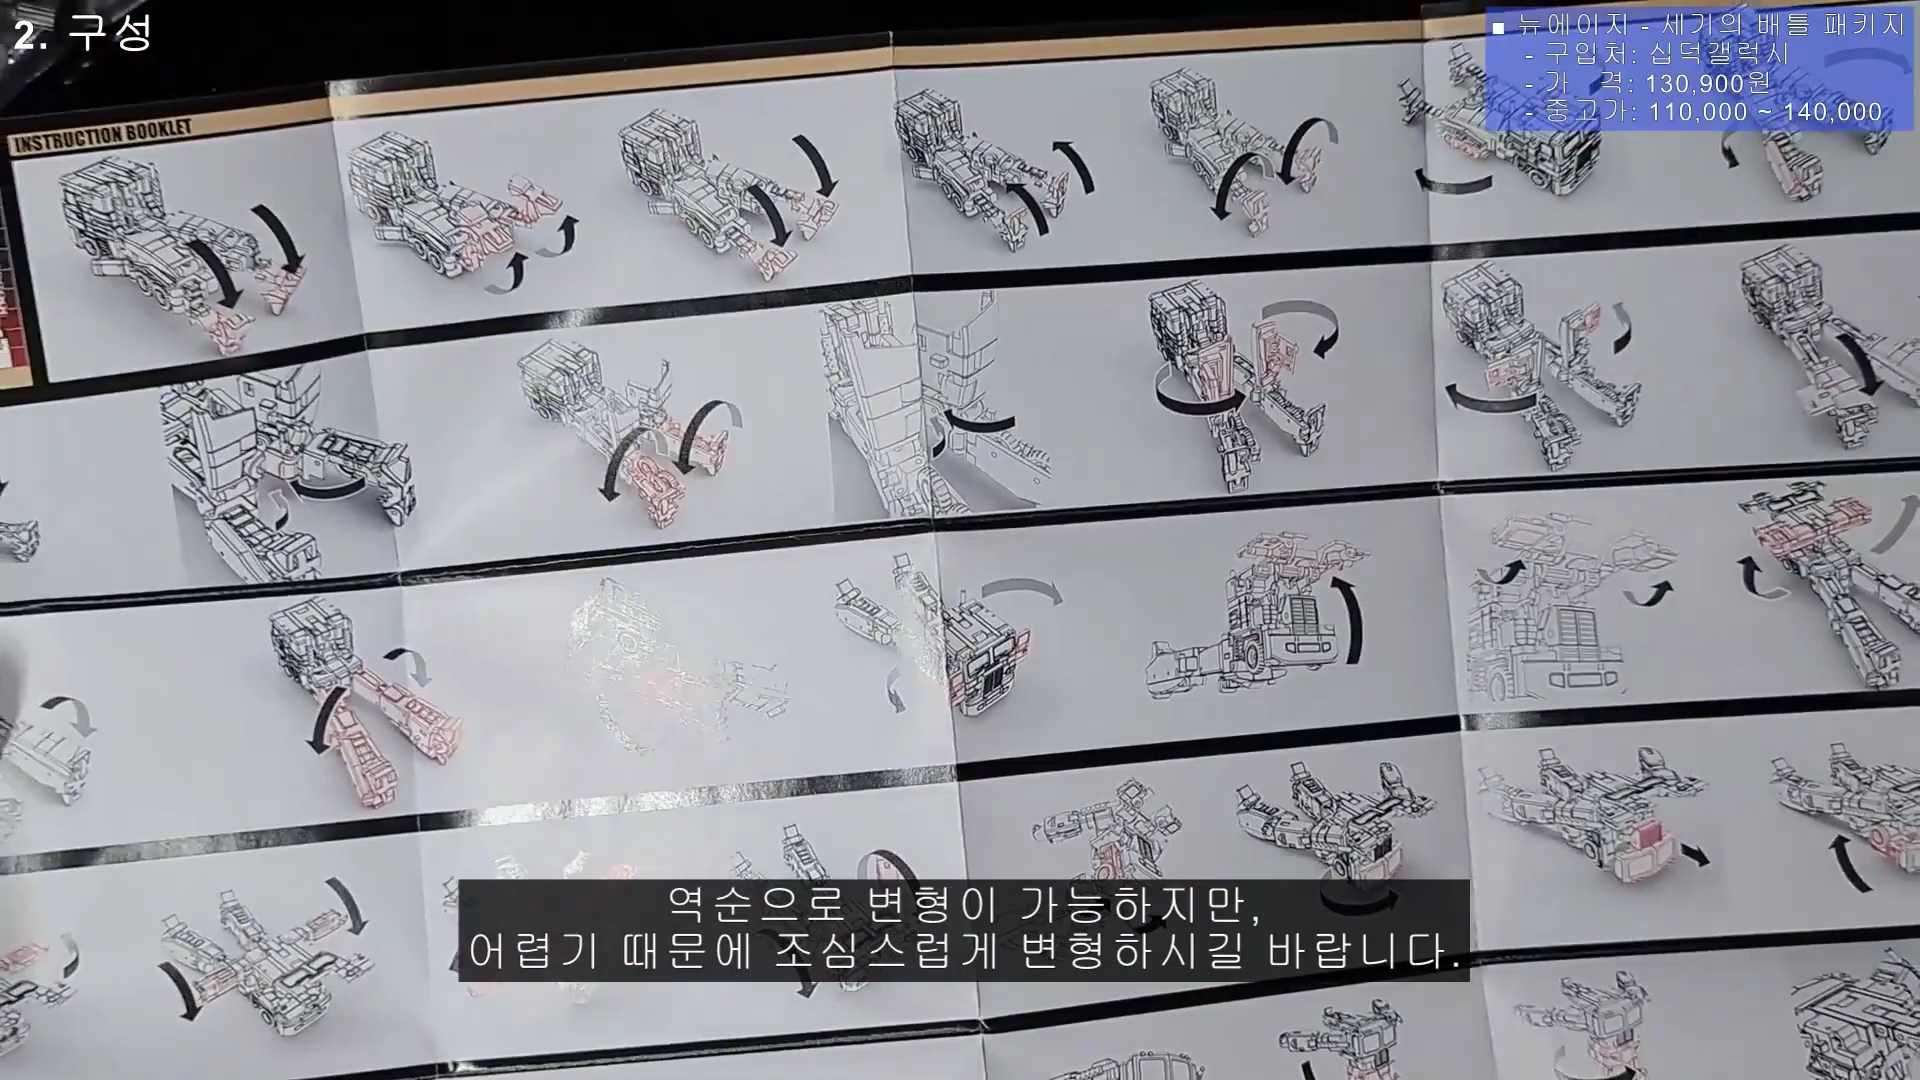 2. 구성
■ 뉴에이지 - 세기의 배틀 패키지
- 구입처: 십덕갤럭시
- 가 격: 130,900원
- 중고가: 110,000 ~ 140,000
INSTRUCTION BOOKLET
역순으로 변형이 가능하지만,
어렵기 때문에 조심스럽게 변형하시길 바랍니다.